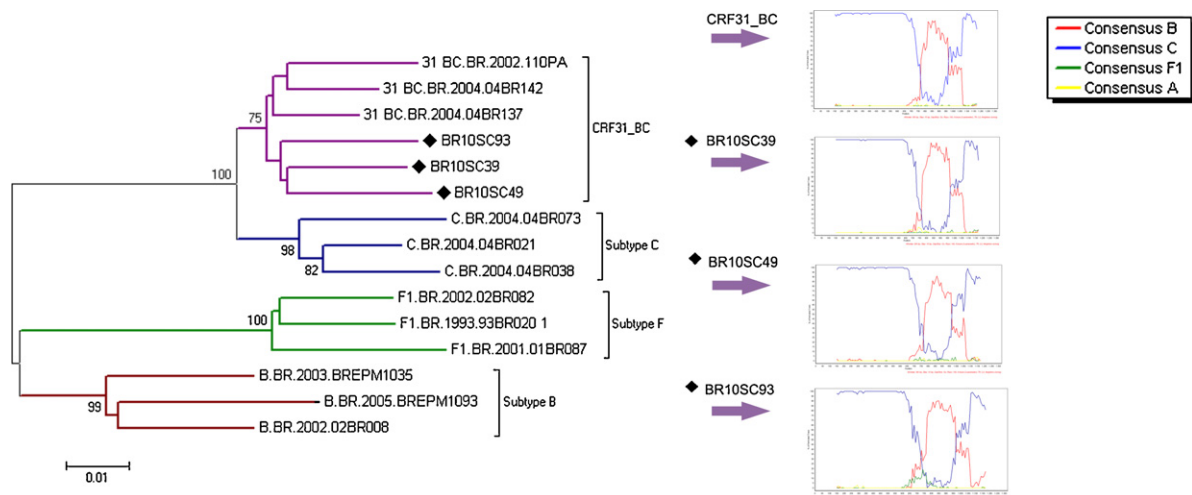 31 BC.BR.2002.110PA
31 BC.BR.2004.04BR142
31 BC.BR.2004.04BR137
BR10SC93
BR10SC39
BR10SC49
CRF31_BC
75
100
C.BR.2004.04BR073
C.BR.2004.04BR021
C.BR.2004.04BR038
Subtype C
98
82
F1.BR.2002.02BR082
F1.BR.1993.93BR020 1
F1.BR.2001.01BR087
Subtype F
100
B.BR.2003.BREPM1035
B.BR.2005.BREPM1093
B.BR.2002.02BR008
Subtype B
99
0.01
CRF31_BC
BR10SC39
BR10SC49
BR10SC93
Consensus B
Consensus C
Consensus F1
Consensus A